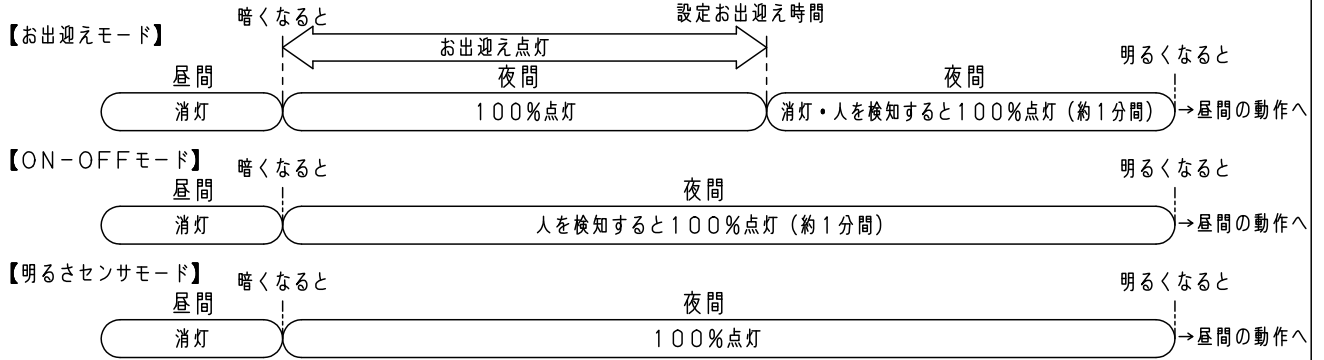 【お出迎えモード】
暗くなると
設定お出迎え時間
お出迎え点灯
明るくなると
昼間
夜間
夜間
消灯
100%点灯
消灯・人を検知すると100%点灯(約1分間)
→昼間の動作へ
【ON-OFFモード】
暗くなると
明るくなると
昼間
夜間
消灯
人を検知すると100%点灯(約1分間)
→昼間の動作へ
【明るさセンサモード】
暗くなると
明るくなると
昼間
夜間
消灯
100%点灯
→昼間の動作へ